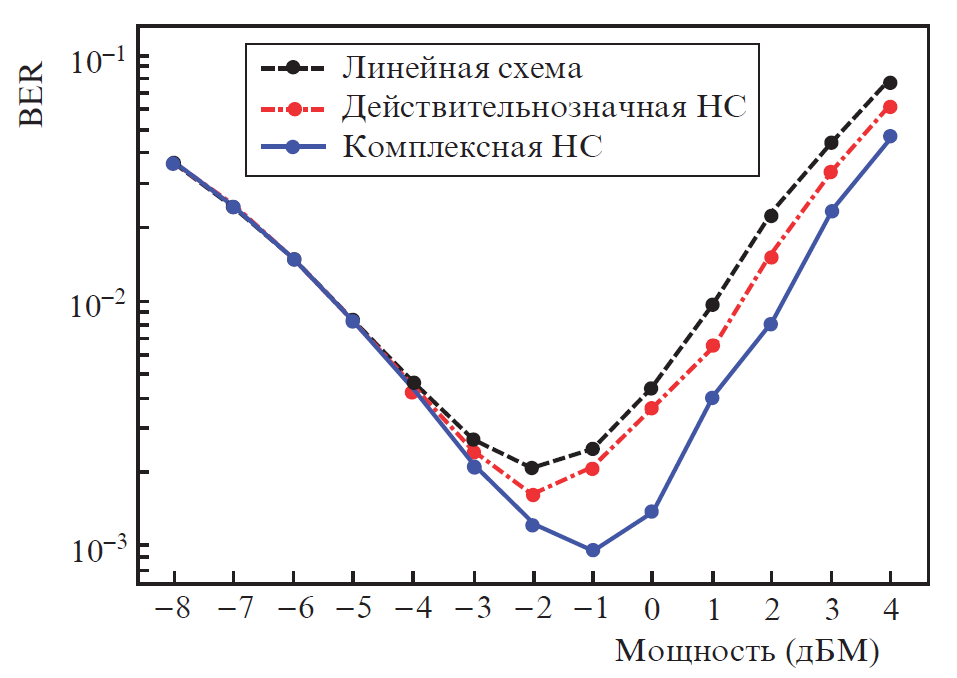 BER
10⁻¹
10⁻²
10⁻³
Линейная схема
Действительнозначная НС
Комплексная НС
−8 −7 −6 −5 −4 −3 −2 −1 0 1 2 3 4
Мощность (дБМ)